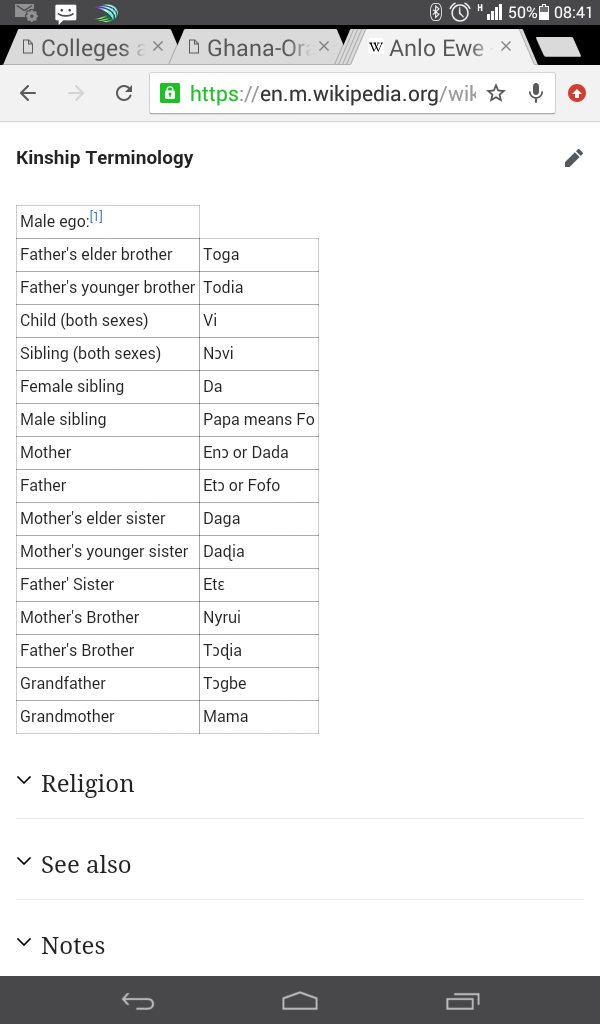 50% 08:41
Colleges a
Ghana-Ora
Anlo Ewe
https://en.m.wikipedia.org/wik
Kinship Terminology
Male ego:[1]
Father's elder brother Toga
Father's younger brother Todia
Child (both sexes) Vi
Sibling (both sexes) Nɔvi
Female sibling Da
Male sibling Papa means Fo
Mother Enɔ or Dada
Father Etɔ or Fofo
Mother's elder sister Daga
Mother's younger sister Daɖia
Father' Sister Etɛ
Mother's Brother Nyrui
Father's Brother Tɔɖia
Grandfather Tɔgbe
Grandmother Mama
Religion
See also
Notes